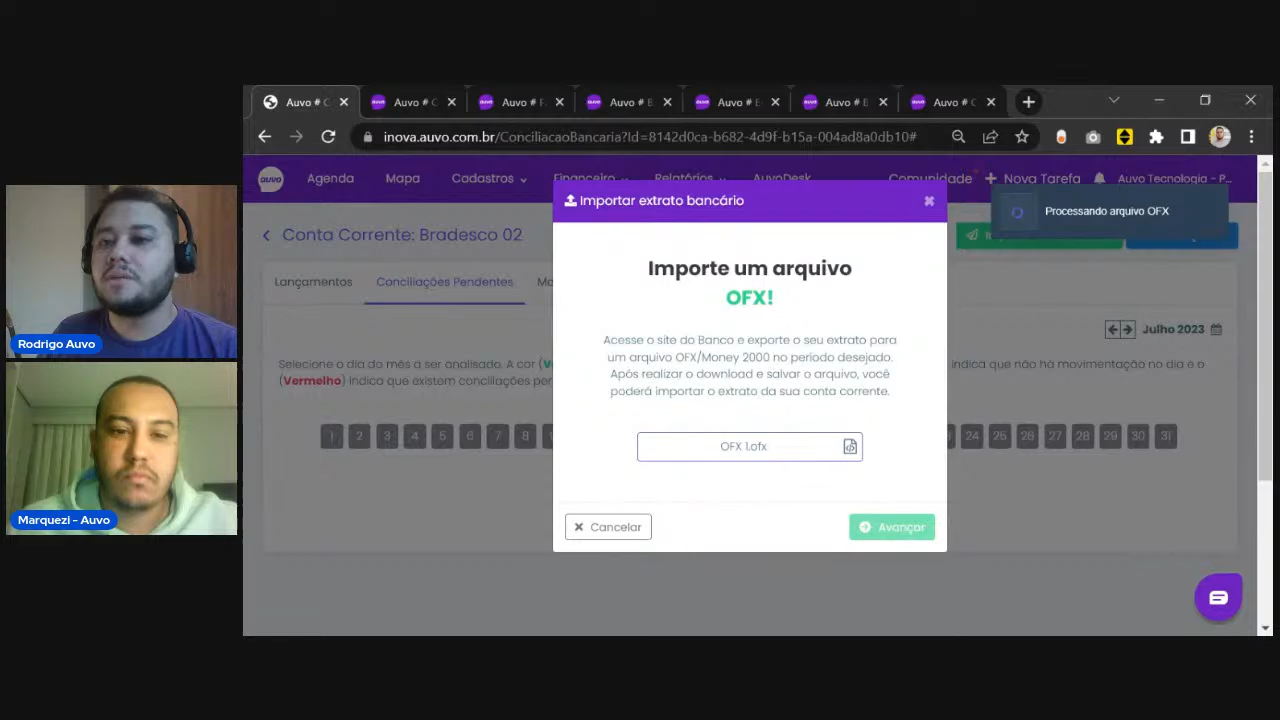 Auvo # C
Auvo # C
Auvo # F
Auvo # B
Auvo # E
Auvo # B
Auvo # C
inova.auvo.com.br/ConciliacaoBancaria?Id=8142d0ca-b682-4d9f-b15a-004ad8a0db10#
auvo
Agenda
Mapa
Cadastros
Financeiro
Relatórios
AuvoDesk
Comunidade
Nova Tarefa
Auvo Tecnologia - P...
Importar extrato bancário
Processando arquivo OFX
Conta Corrente: Bradesco 02
Lançamentos
Conciliações Pendentes
Importe um arquivo
OFX!
Julho 2023
Acesse o site do Banco e exporte o seu extrato para
um arquivo OFX/Money 2000 no período desejado.
Após realizar o download e salvar o arquivo, você
poderá importar o extrato da sua conta corrente.
Selecione o dia do mês a ser analisado. A cor (
indica que não há movimentação no dia e o
(Vermelho) indica que existem conciliações
1 2 3 4 5 6 7 8
24 25 26 27 28 29 30 31
OFX 1.ofx
Cancelar
Avançar
Rodrigo Auvo
Marquezi - Auvo